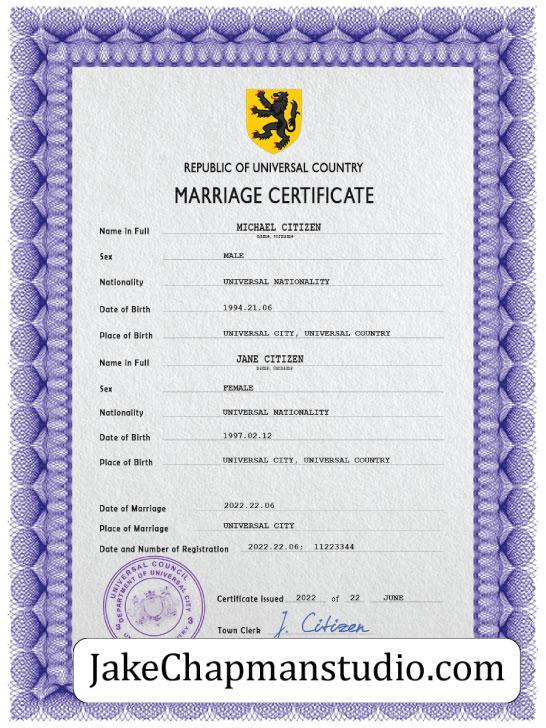 REPUBLIC OF UNIVERSAL COUNTRY
MARRIAGE CERTIFICATE
Name in Full MICHAEL CITIZEN
name, surname
Sex MALE
Nationality UNIVERSAL NATIONALITY
Date of Birth 1994.21.06
Place of Birth UNIVERSAL CITY, UNIVERSAL COUNTRY
Name in Full JANE CITIZEN
name, surname
Sex FEMALE
Nationality UNIVERSAL NATIONALITY
Date of Birth 1997.02.12
Place of Birth UNIVERSAL CITY, UNIVERSAL COUNTRY
Date of Marriage 2022.22.06
Place of Marriage UNIVERSAL CITY
Date and Number of Registration 2022.22.06; 11223344
UNIVERSAL COUNCIL
DEPARTMENT OF UNIVERSAL CITY
Certificate issued 2022 of 22 JUNE
Town Clerk J. Citizen
JakeChapmanstudio.com